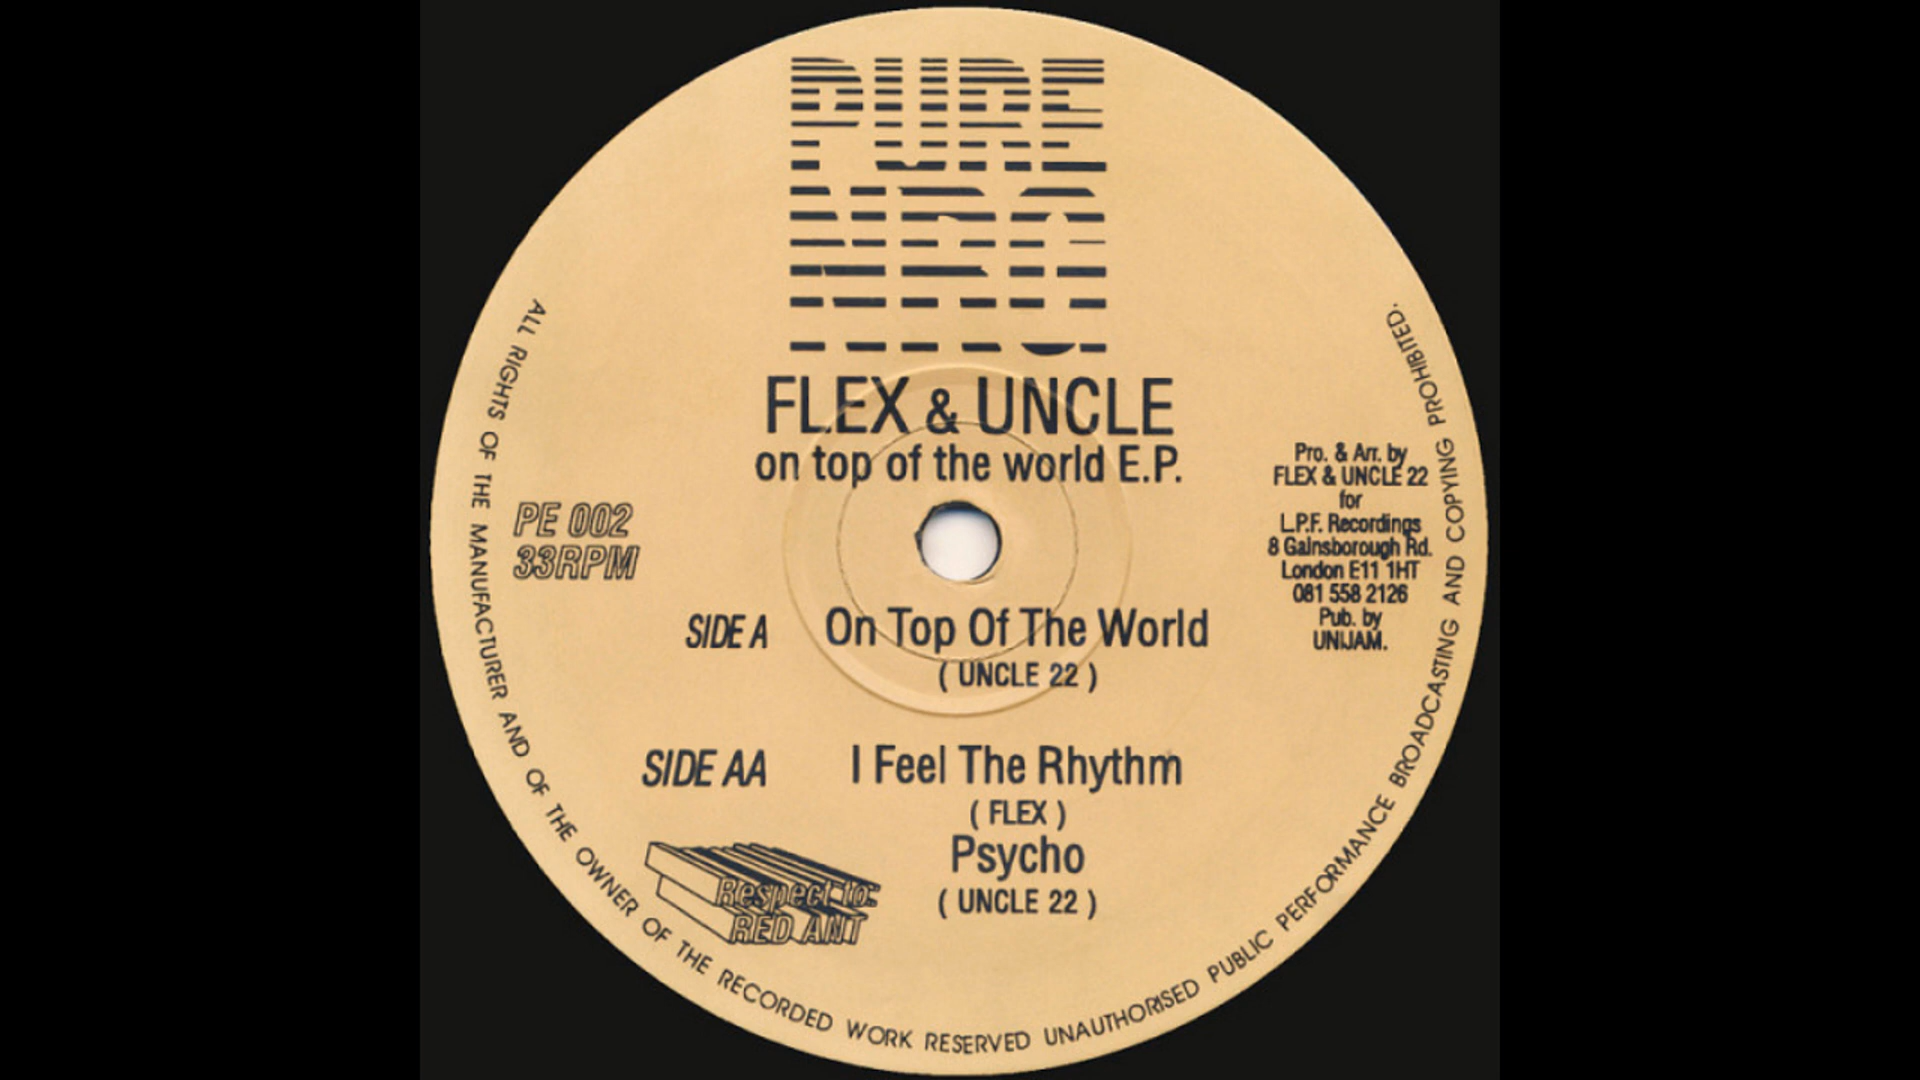 PURE
NRG
FLEX & UNCLE
on top of the world E.P.
PE 002
33RPM
Pro. & Arr. by
FLEX & UNCLE 22
for
L.P.F. Recordings
8 Gainsborough Rd.
London E11 1HT
081 558 2126
Pub. by
UNIJAM.
SIDE A On Top Of The World
( UNCLE 22 )
SIDE AA I Feel The Rhythm
( FLEX )
Psycho
( UNCLE 22 )
Respect to:
RED ANT
ALL RIGHTS OF THE MANUFACTURER AND OF THE OWNER OF THE RECORDED WORK RESERVED UNAUTHORISED PUBLIC PERFORMANCE BROADCASTING AND COPYING PROHIBITED.